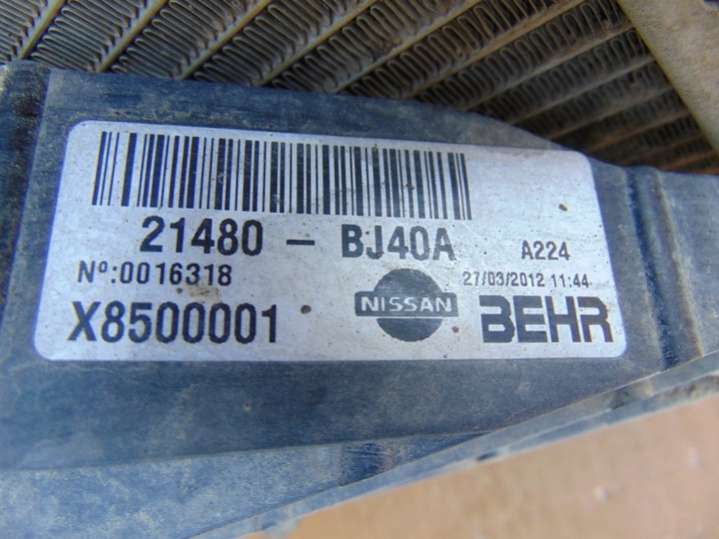 21480 - BJ40A A224
Nº:0016318 27/03/2012 11:44
X8500001 NISSAN BEHR